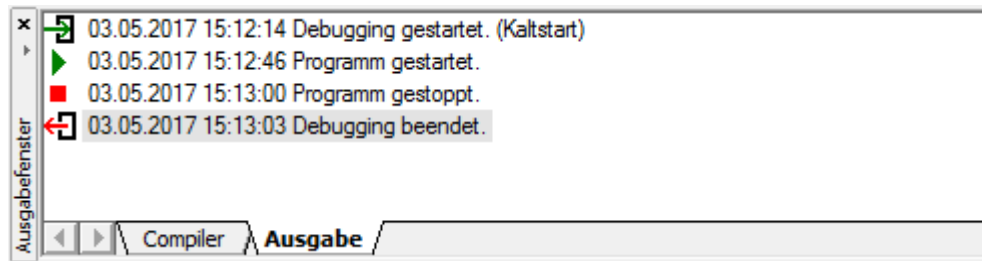 03.05.2017 15:12:14 Debugging gestartet. (Kaltstart)
03.05.2017 15:12:46 Programm gestartet.
03.05.2017 15:13:00 Programm gestoppt.
03.05.2017 15:13:03 Debugging beendet.
Ausgabefenster
Compiler Ausgabe